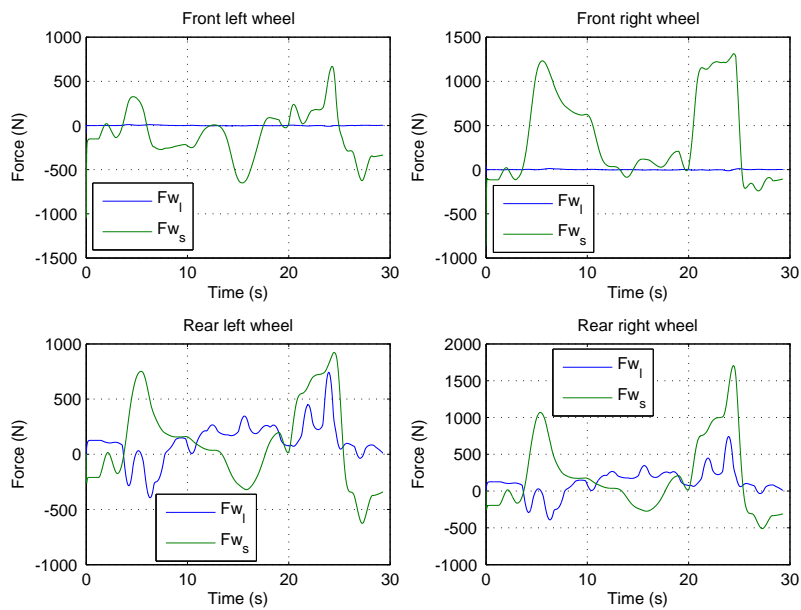 Front left wheel
Force (N)
1000
500
0
-500
-1000
-1500
0 10 20 30
Time (s)
Fw_l
Fw_s
Front right wheel
Force (N)
1500
1000
500
0
-500
-1000
0 10 20 30
Time (s)
Fw_l
Fw_s
Rear left wheel
Force (N)
1000
500
0
-500
-1000
0 10 20 30
Time (s)
Fw_l
Fw_s
Rear right wheel
Force (N)
2000
1500
1000
500
0
-500
-1000
0 10 20 30
Time (s)
Fw_l
Fw_s